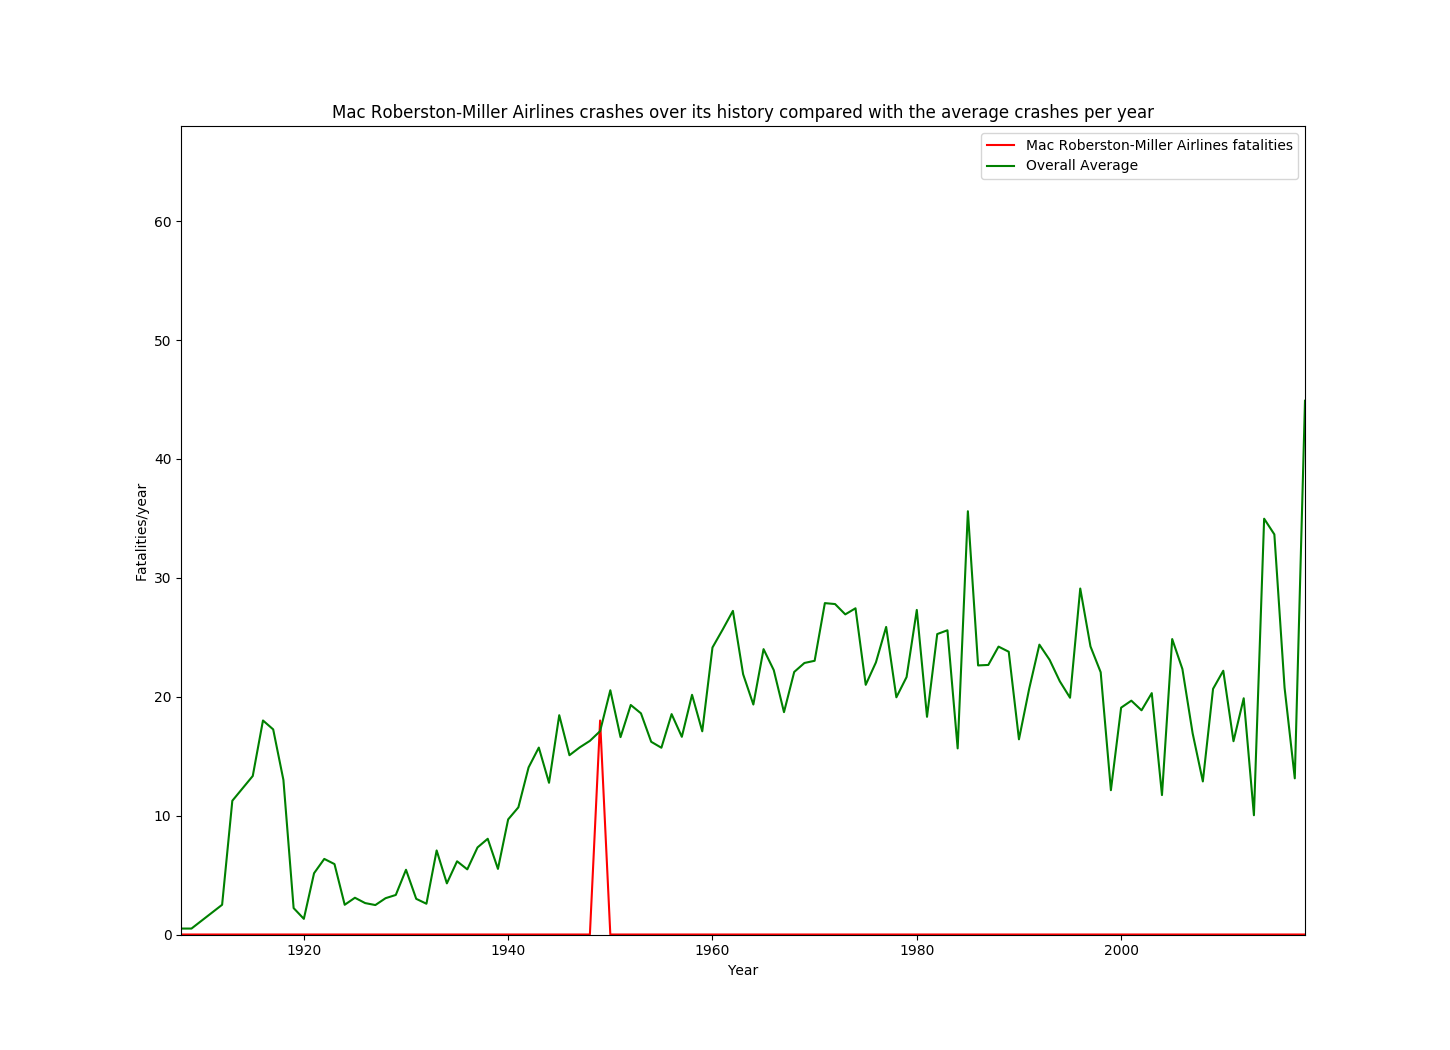 Mac Roberston-Miller Airlines crashes over its history compared with the average crashes per year
Mac Roberston-Miller Airlines fatalities
Overall Average
60
50
40
30
20
10
0
Fatalities/year
1920 1940 1960 1980 2000
Year